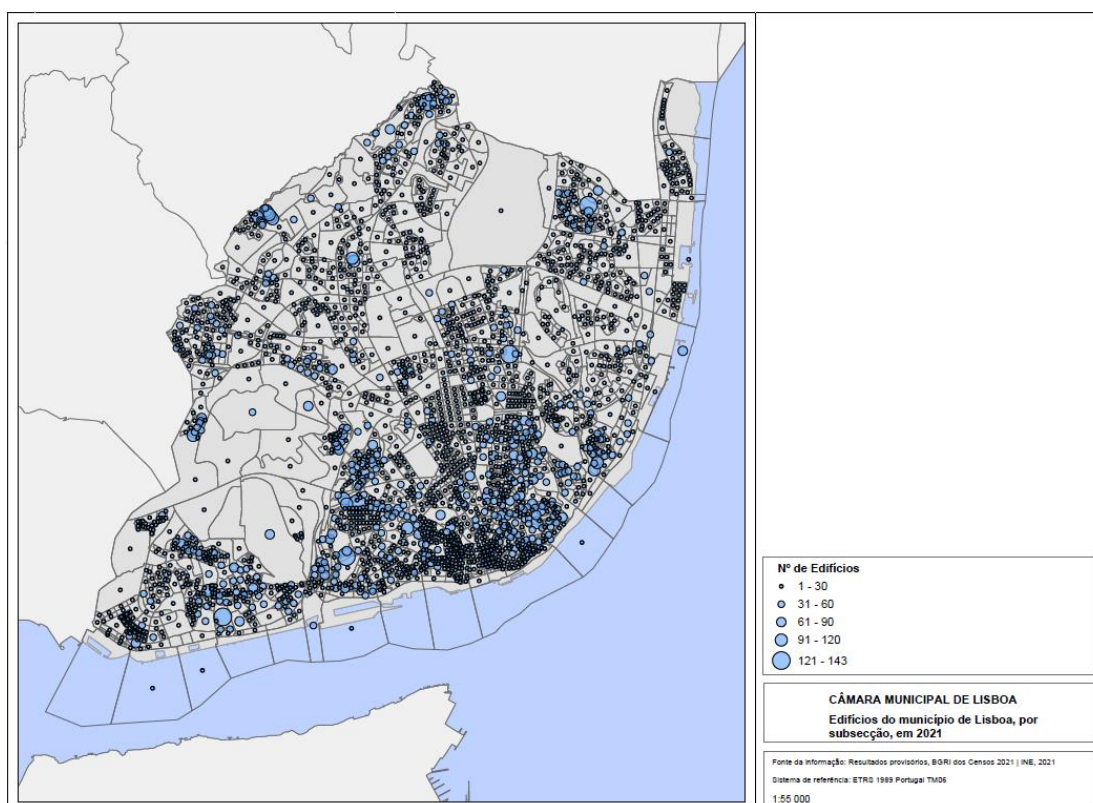 Nº de Edifícios
1 - 30
31 - 60
61 - 90
91 - 120
121 - 143
CÂMARA MUNICIPAL DE LISBOA
Edifícios do município de Lisboa, por
subsecção, em 2021
Fonte da Informação: Resultados provisórios, BGRI dos Censos 2021 | INE, 2021
Sistema de referência: ETRS 1989 Portugal TM06
1:55 000